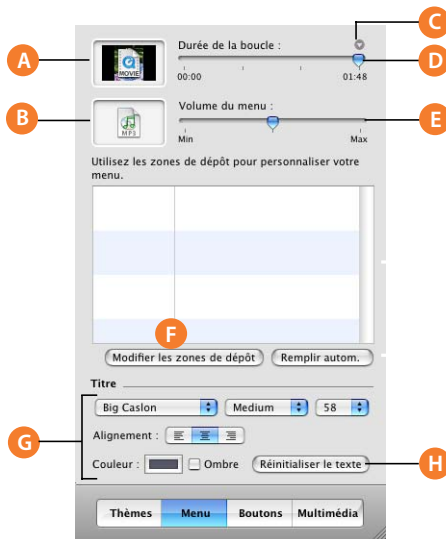 C
Durée de la boucle :
A
D
MOVIE
00:00 01:48
B
Volume du menu :
E
MP3
Min Max
Utilisez les zones de dépôt pour personnaliser votre
menu.
F
Modifier les zones de dépôt Remplir autom.
Titre
Big Caslon Medium 58
G
Alignement :
Couleur : Ombre Réinitialiser le texte
H
Thèmes Menu Boutons Multimédia